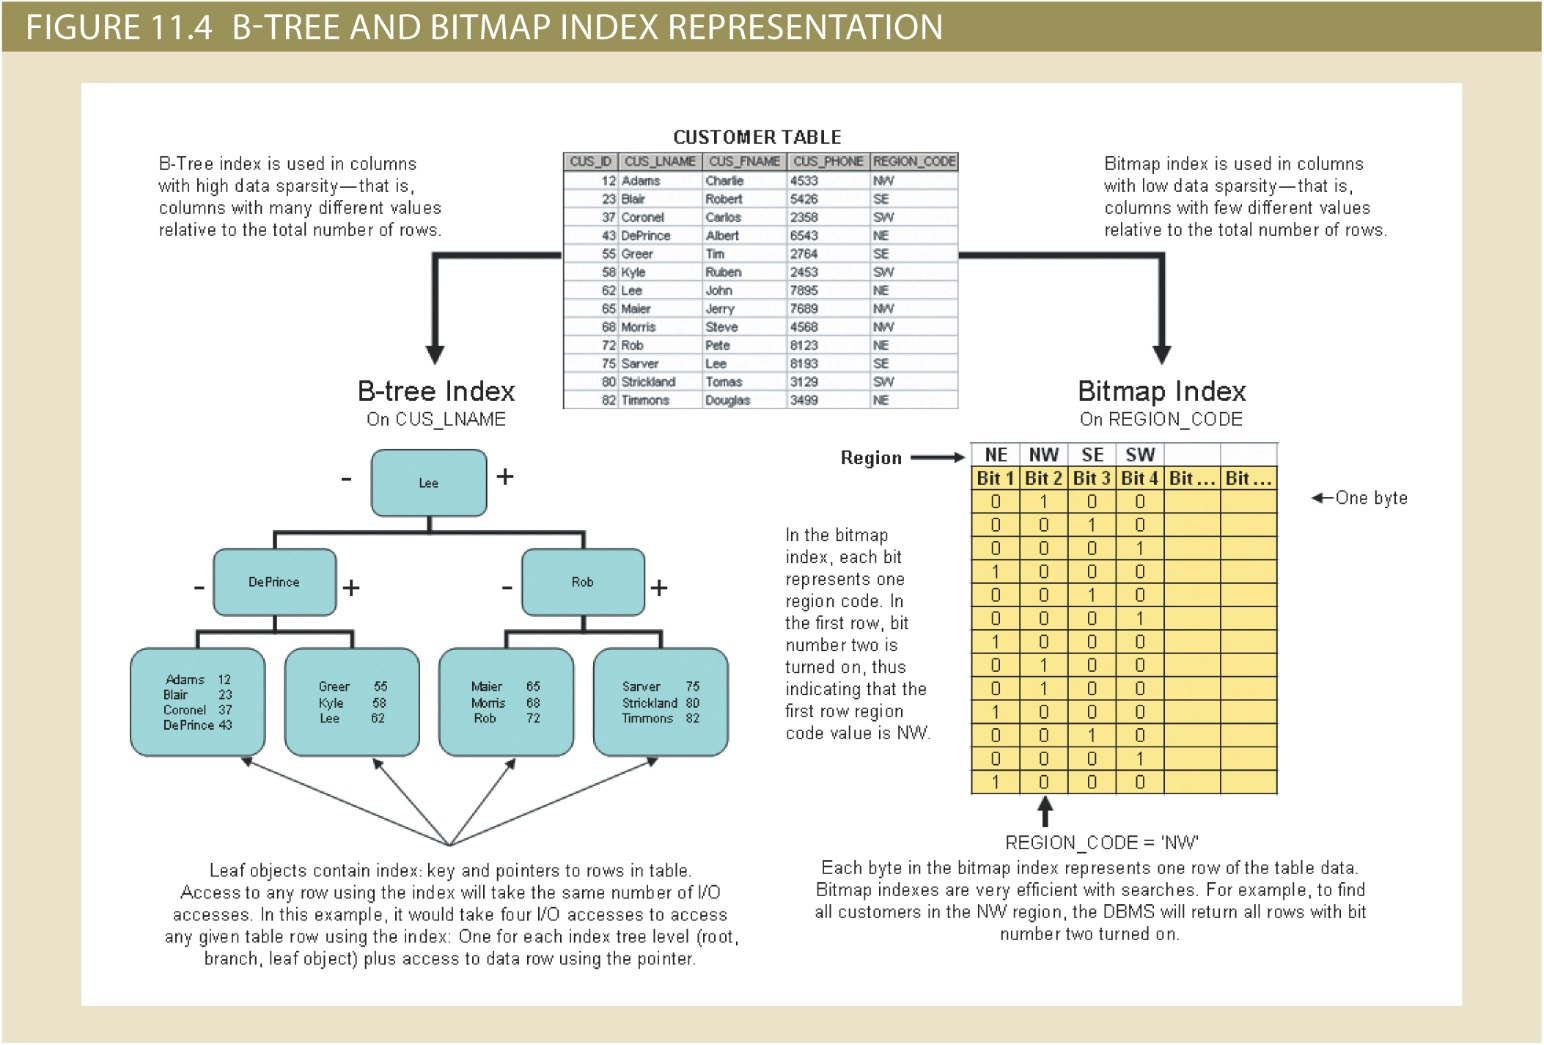 FIGURE 11.4 B-TREE AND BITMAP INDEX REPRESENTATION
B-Tree index is used in columns
with high data sparsity—that is,
columns with many different values
relative to the total number of rows.
CUSTOMER TABLE
CUS_ID CUS_LNAME CUS_FNAME CUS_PHONE REGION_CODE
12 Adams Charlie 4533 NW
23 Blair Robert 5426 SE
37 Coronel Carlos 2358 SW
43 DePrince Albert 6543 NE
55 Greer Tim 2764 SE
58 Kyle Ruben 2453 SW
62 Lee John 7895 NE
65 Maier Jerry 7689 NW
68 Morris Steve 4568 NW
72 Rob Pete 8123 NE
75 Sarver Lee 8193 SE
80 Strickland Tomas 3129 SW
82 Timmons Douglas 3499 NE
Bitmap index is used in columns
with low data sparsity—that is,
columns with few different values
relative to the total number of rows.
B-tree Index
On CUS_LNAME
- Lee +
- DePrince +
- Rob +
Adams 12
Blair 23
Coronel 37
DePrince 43
Greer 55
Kyle 58
Lee 62
Maier 65
Morris 68
Rob 72
Sarver 75
Strickland 80
Timmons 82
Leaf objects contain index: key and pointers to rows in table.
Access to any row using the index will take the same number of I/O
accesses. In this example, it would take four I/O accesses to access
any given table row using the index: One for each index tree level (root,
branch, leaf object) plus access to data row using the pointer.
Bitmap Index
On REGION_CODE
Region
NE NW SE SW
Bit 1 Bit 2 Bit 3 Bit 4 Bit ... Bit ...
0 1 0 0
0 0 1 0
0 0 0 1
1 0 0 0
0 0 1 0
0 0 0 1
1 0 0 0
0 1 0 0
0 1 0 0
1 0 0 0
0 0 1 0
0 0 0 1
1 0 0 0
One byte
In the bitmap
index, each bit
represents one
region code. In
the first row, bit
number two is
turned on, thus
indicating that the
first row region
code value is NW.
REGION_CODE = 'NW'
Each byte in the bitmap index represents one row of the table data.
Bitmap indexes are very efficient with searches. For example, to find
all customers in the NW region, the DBMS will return all rows with bit
number two turned on.